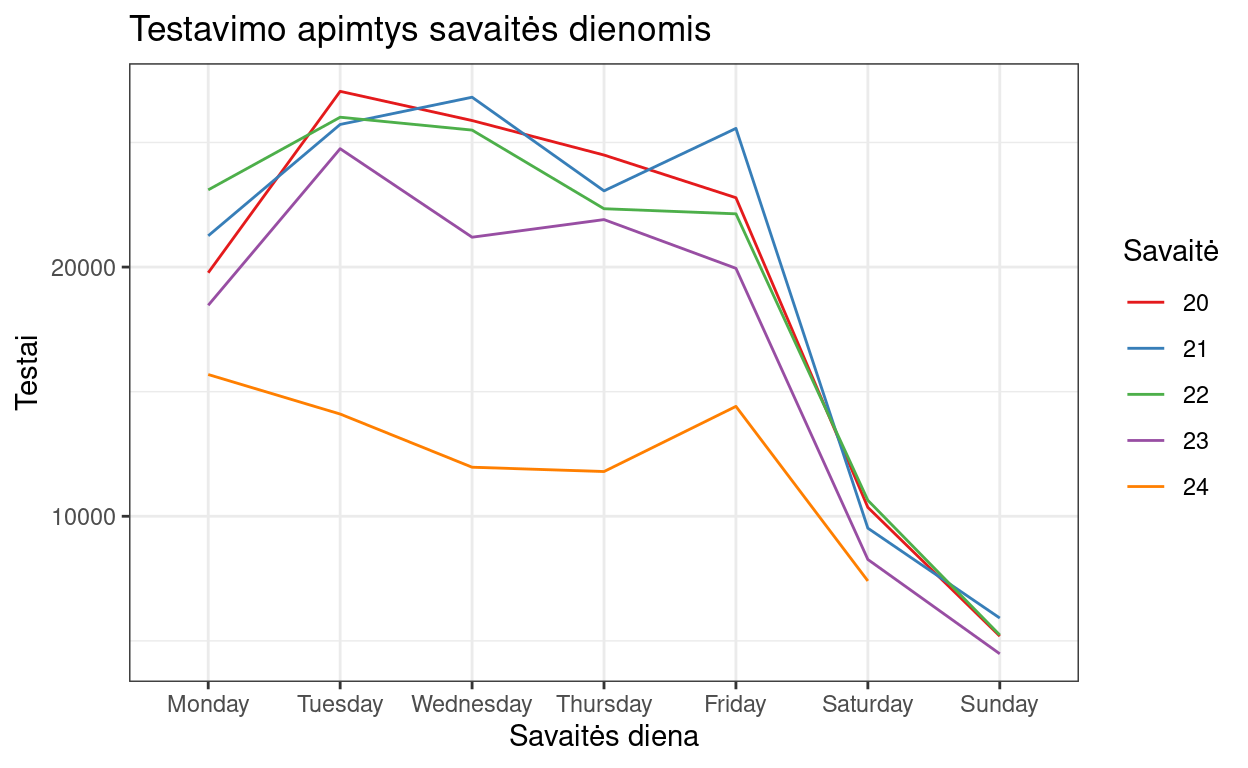 Testavimo apimtys savaitės dienomis
Testai
20000
10000
Monday Tuesday Wednesday Thursday Friday Saturday Sunday
Savaitės diena
Savaitė
20
21
22
23
24